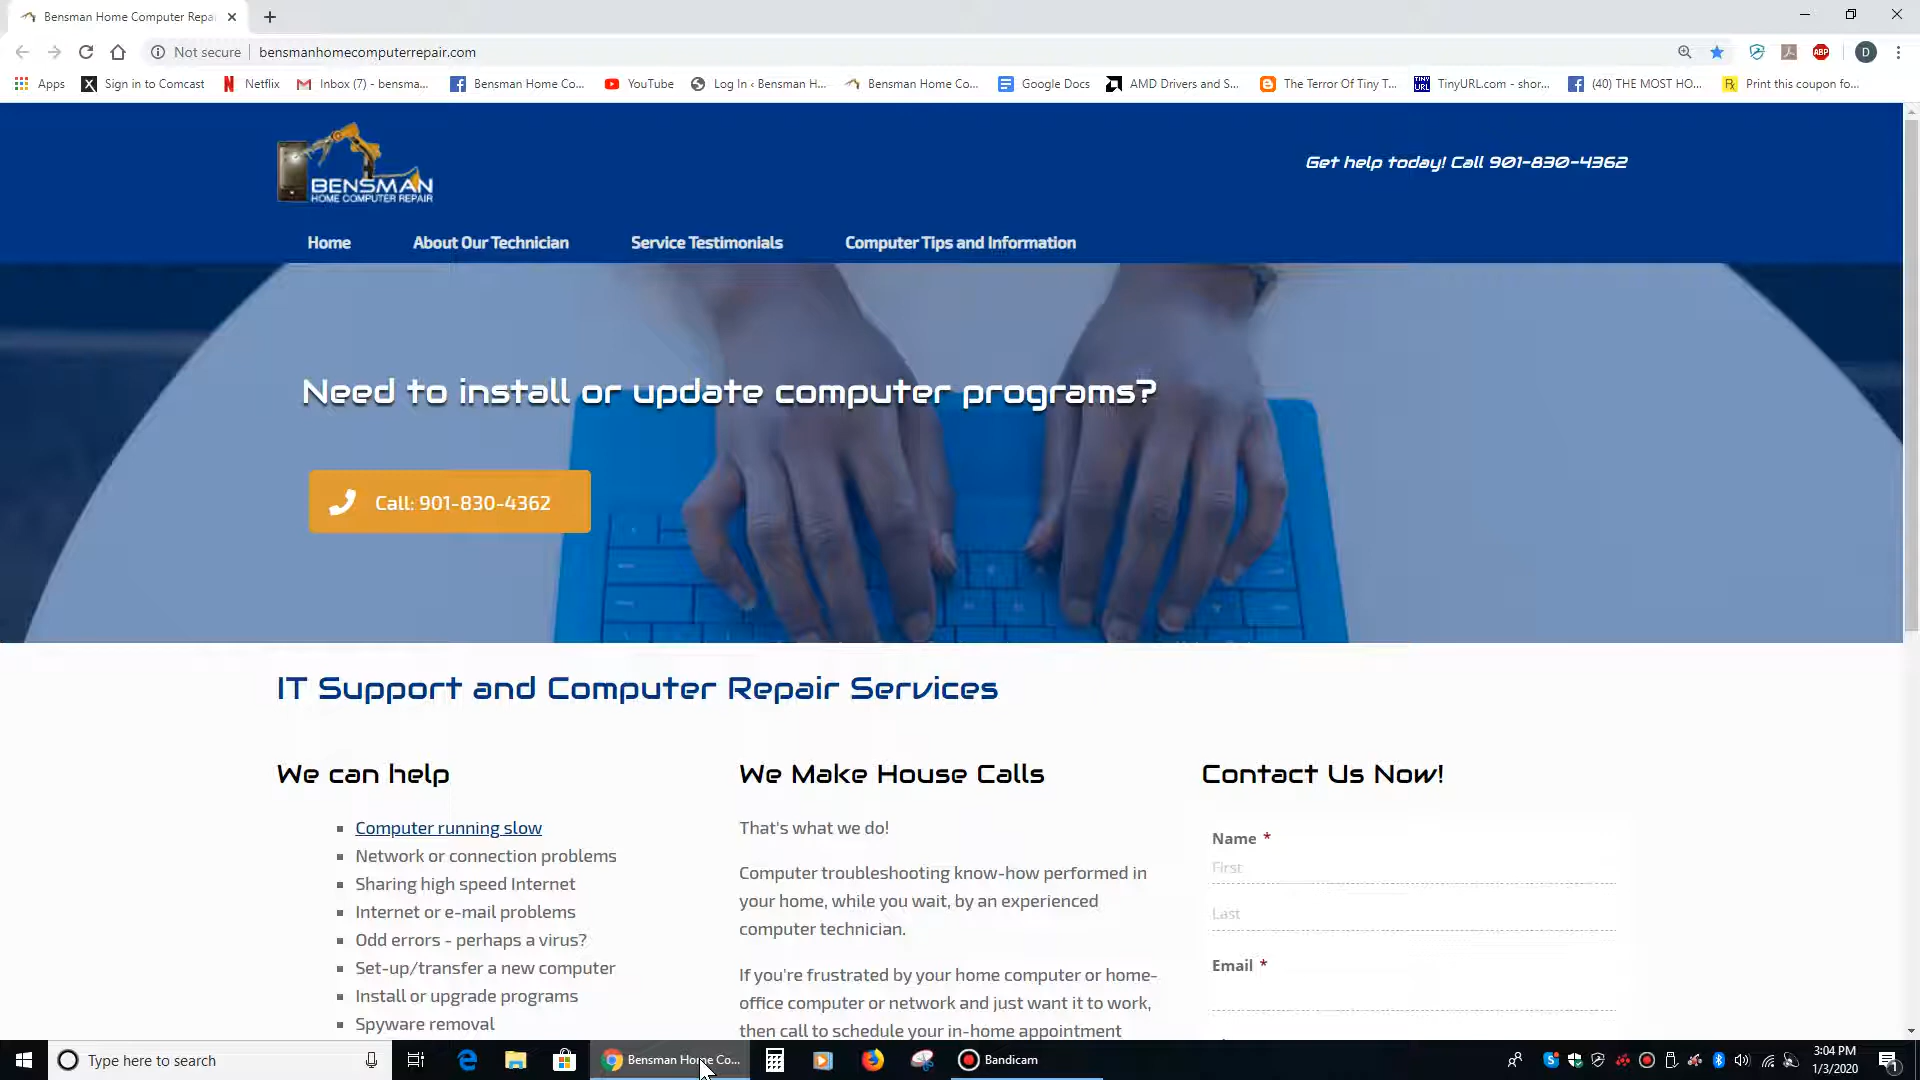 Bensman Home Computer Repai
Not secure
bensmanhomecomputerrepair.com
ABP
D
Apps
Sign in to Comcast
Netflix
Inbox (7) - bensma...
Bensman Home Co...
YouTube
Log In ‹ Bensman H...
Bensman Home Co...
Google Docs
AMD Drivers and S...
The Terror Of Tiny T...
TinyURL.com - shor...
(40) THE MOST HO...
Print this coupon fo...
BENSMAN
HOME COMPUTER REPAIR
Get help today! Call 901-830-4362
Home
About Our Technician
Service Testimonials
Computer Tips and Information
Need to install or update computer programs?
Call: 901-830-4362
IT Support and Computer Repair Services
We can help
Computer running slow
Network or connection problems
Sharing high speed Internet
Internet or e-mail problems
Odd errors - perhaps a virus?
Set-up/transfer a new computer
Install or upgrade programs
Spyware removal
We Make House Calls
That's what we do!
Computer troubleshooting know-how performed in
your home, while you wait, by an experienced
computer technician.
If you're frustrated by your home computer or home-
office computer or network and just want it to work,
then call to schedule your in-home appointment
Contact Us Now!
Name *
First
Last
Email *
Type here to search
Bensman Home Co...
Bandicam
3:04 PM
1/3/2020
1